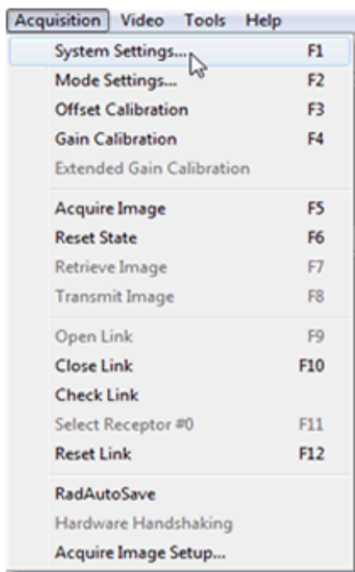 Acquisition Video Tools Help
System Settings... F1
Mode Settings... F2
Offset Calibration F3
Gain Calibration F4
Extended Gain Calibration
Acquire Image F5
Reset State F6
Retrieve Image F7
Transmit Image F8
Open Link F9
Close Link F10
Check Link
Select Receptor #0 F11
Reset Link F12
RadAutoSave
Hardware Handshaking
Acquire Image Setup...